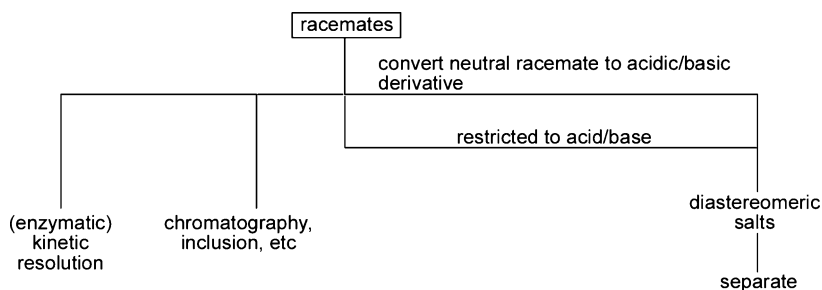 racemates
convert neutral racemate to acidic/basic
derivative
restricted to acid/base
(enzymatic)
kinetic
resolution
chromatography,
inclusion, etc
diastereomeric
salts
separate